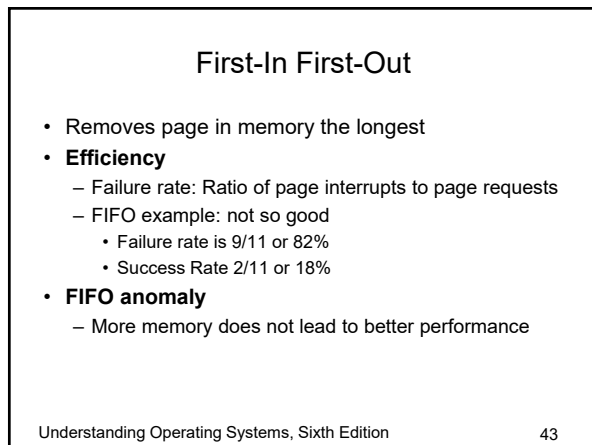 First-In First-Out
• Removes page in memory the longest
• Efficiency
– Failure rate: Ratio of page interrupts to page requests
– FIFO example: not so good
• Failure rate is 9/11 or 82%
• Success Rate 2/11 or 18%
• FIFO anomaly
– More memory does not lead to better performance
Understanding Operating Systems, Sixth Edition 43